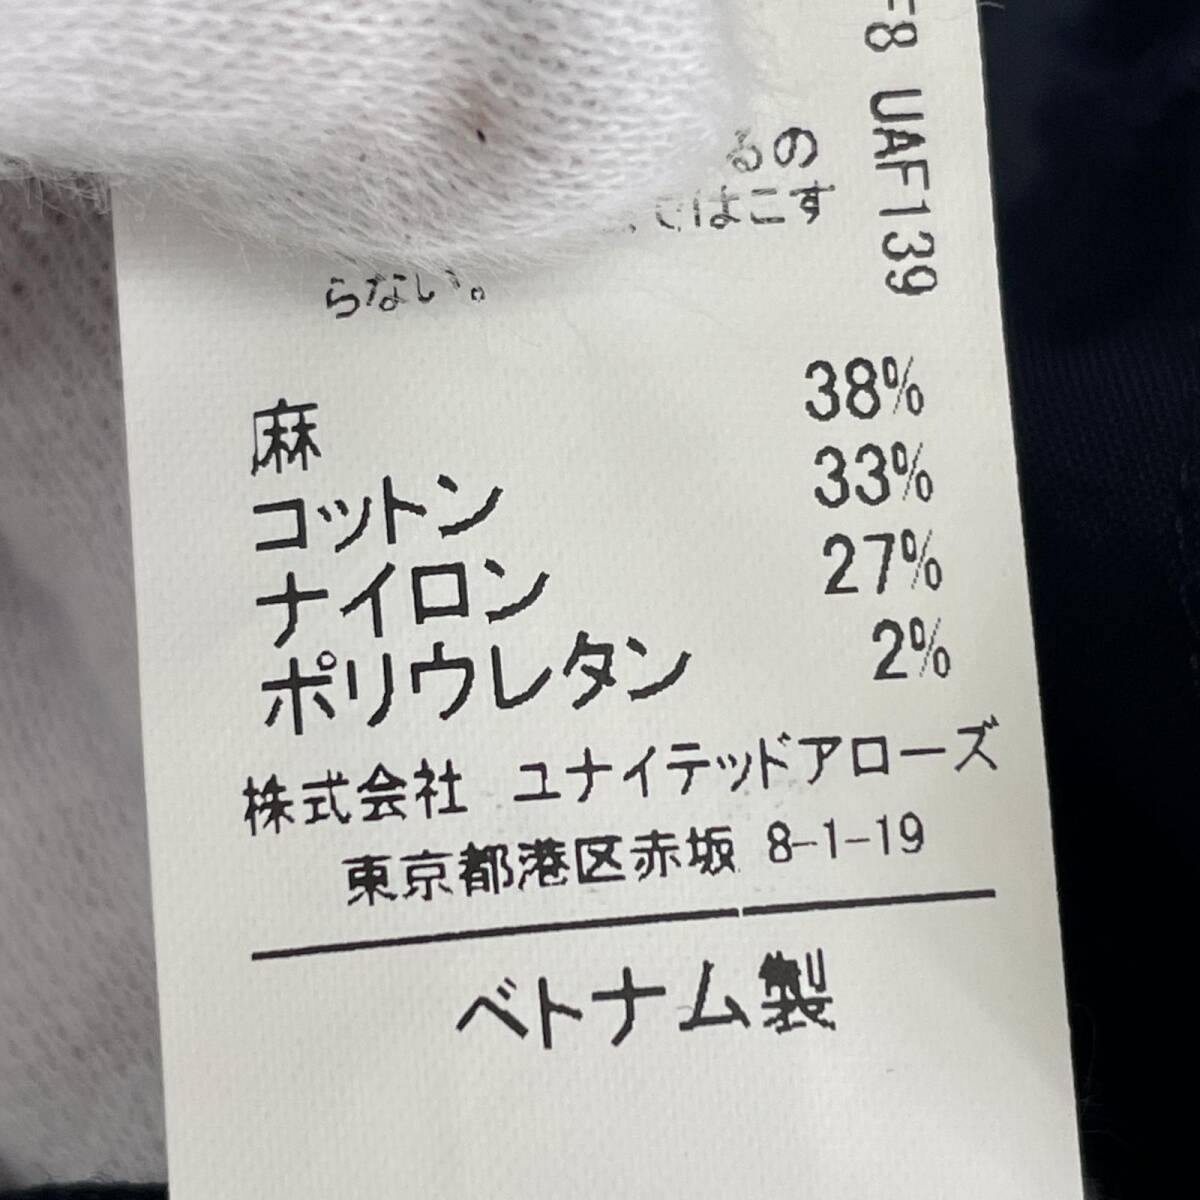 F8 UAF139
るの
ではこす
らない。
麻 38%
コットン 33%
ナイロン 27%
ポリウレタン 2%
株式会社 ユナイテッドアローズ
東京都港区赤坂 8-1-19
ベトナム製